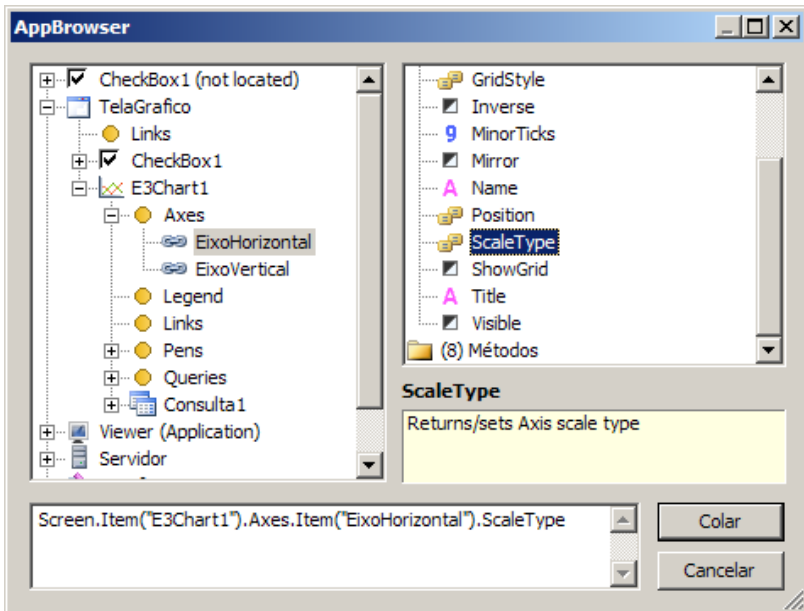 AppBrowser
CheckBox1 (not located)
TelaGrafico
Links
CheckBox1
E3Chart1
Axes
EixoHorizontal
EixoVertical
Legend
Links
Pens
Queries
Consulta1
Viewer (Application)
Servidor
GridStyle
Inverse
9 MinorTicks
Mirror
A Name
Position
ScaleType
ShowGrid
A Title
Visible
(8) Métodos
ScaleType
Returns/sets Axis scale type
Screen.Item("E3Chart1").Axes.Item("EixoHorizontal").ScaleType
Colar
Cancelar